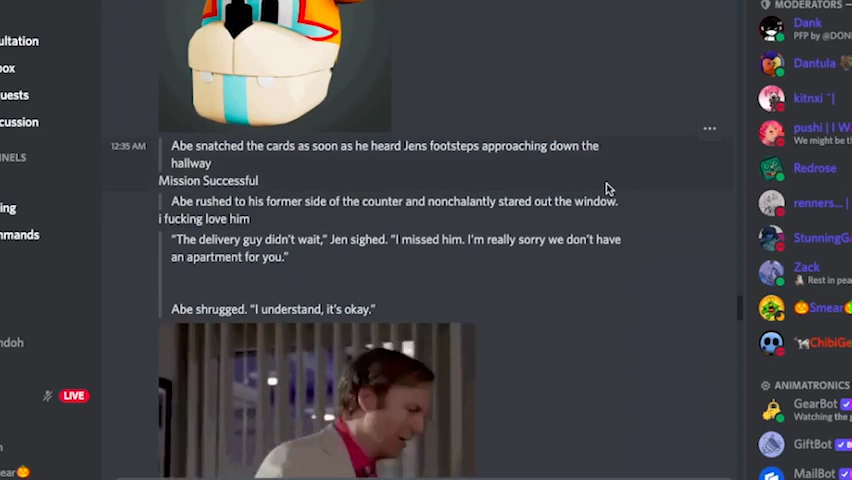 ultation
box
uests
cussion
NNELS
ing
mmands
ndoh
LIVE
near🎃
12:35 AM
Abe snatched the cards as soon as he heard Jens footsteps approaching down the
hallway
Mission Successful
Abe rushed to his former side of the counter and nonchalantly stared out the window.
i fucking love him
“The delivery guy didn’t wait,” Jen sighed. “I missed him. I’m really sorry we don’t have
an apartment for you.”
Abe shrugged. “I understand, it’s okay.”
MODERATORS
Dank
PFP by @DON
Dantula
kitnxi ~|
pushi | I W
We might be th
Redrose
renners... |
StunningGa
Zack
Rest in pea
🎃Smear
ChibiGe
ANIMATRONICS
GearBot
Watching the g
GiftBot
MailBot